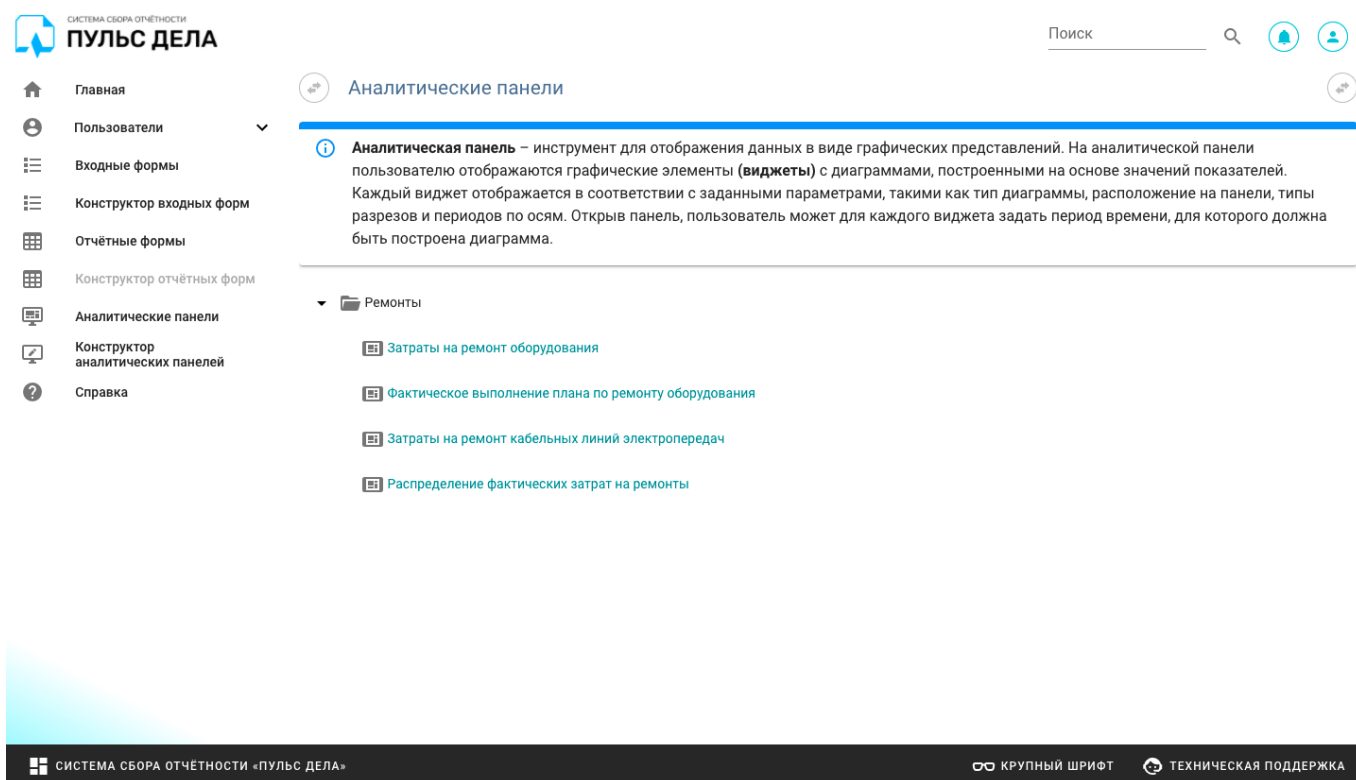 СИСТЕМА СБОРА ОТЧЁТНОСТИ
ПУЛЬС ДЕЛА
Поиск
Главная
Пользователи
Входные формы
Конструктор входных форм
Отчётные формы
Конструктор отчётных форм
Аналитические панели
Конструктор
аналитических панелей
Справка
Аналитические панели
Аналитическая панель – инструмент для отображения данных в виде графических представлений. На аналитической панели
пользователю отображаются графические элементы (виджеты) с диаграммами, построенными на основе значений показателей.
Каждый виджет отображается в соответствии с заданными параметрами, такими как тип диаграммы, расположение на панели, типы
разрезов и периодов по осям. Открыв панель, пользователь может для каждого виджета задать период времени, для которого должна
быть построена диаграмма.
Ремонты
Затраты на ремонт оборудования
Фактическое выполнение плана по ремонту оборудования
Затраты на ремонт кабельных линий электропередач
Распределение фактических затрат на ремонты
СИСТЕМА СБОРА ОТЧЁТНОСТИ «ПУЛЬС ДЕЛА»
КРУПНЫЙ ШРИФТ
ТЕХНИЧЕСКАЯ ПОДДЕРЖКА